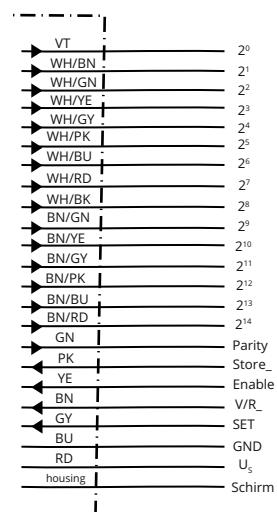 VT 2⁰
WH/BN 2¹
WH/GN 2²
WH/YE 2³
WH/GY 2⁴
WH/PK 2⁵
WH/BU 2⁶
WH/RD 2⁷
WH/BK 2⁸
BN/GN 2⁹
BN/YE 2¹⁰
BN/GY 2¹¹
BN/PK 2¹²
BN/BU 2¹³
BN/RD 2¹⁴
GN Parity
PK Store_
YE Enable
BN V/R_
GY SET
BU GND
RD Uₛ
housing Schirm